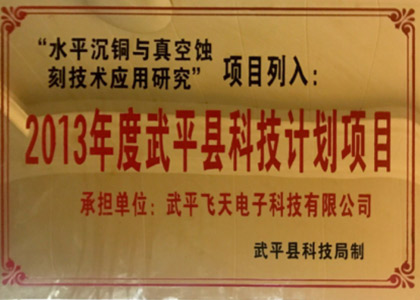 “水平沉铜与真空蚀
刻技术应用研究” 项目列入：
2013年度武平县科技计划项目
承担单位：武平飞天电子科技有限公司
武平县科技局制